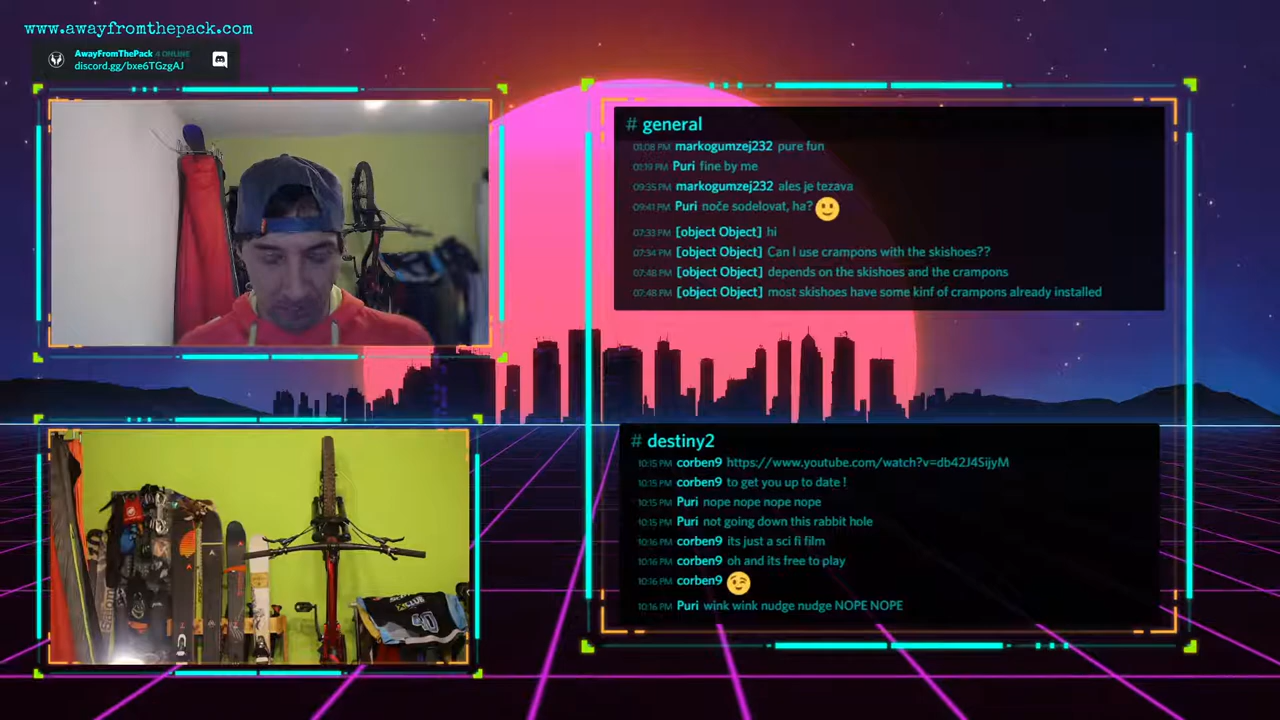 www.awayfromthepack.com
AwayFromThePack 4 ONLINE
discord.gg/bxe6TGzgAJ
# general
01:08 PM markogumzej232 pure fun
01:19 PM Puri fine by me
09:35 PM markogumzej232 ales je tezava
09:41 PM Puri noče sodelovat, ha? 🙂
07:33 PM [object Object] hi
07:34 PM [object Object] Can I use crampons with the skishoes??
07:48 PM [object Object] depends on the skishoes and the crampons
07:48 PM [object Object] most skishoes have some kinf of crampons already installed
# destiny2
10:15 PM corben9 https://www.youtube.com/watch?v=db42J4SijyM
10:15 PM corben9 to get you up to date !
10:15 PM Puri nope nope nope nope
10:15 PM Puri not going down this rabbit hole
10:16 PM corben9 its just a sci fi film
10:16 PM corben9 oh and its free to play
10:16 PM corben9 😉
10:16 PM Puri wink wink nudge nudge NOPE NOPE
40